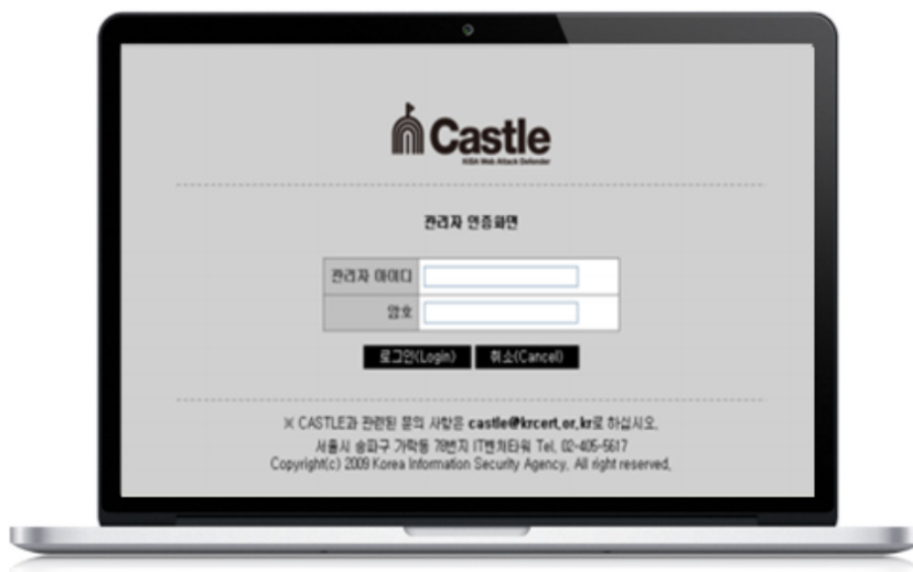 Castle
KISA Web Attack Defender
관리자 인증화면
관리자 아이디
암호
로그인(Login) 취소(Cancel)
※ CASTLE과 관련된 문의 사항은 castle@krcert.or.kr로 하십시오.
서울시 송파구 가락동 78번지 IT벤처타워 Tel. 02-405-5617
Copyright(c) 2009 Korea Information Security Agency, All right reserved.